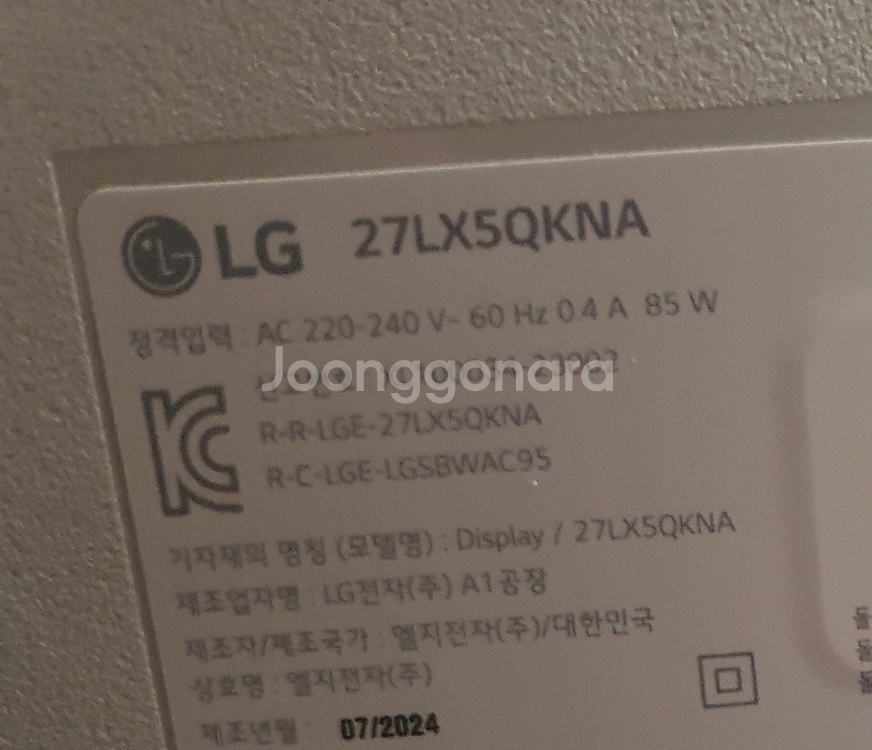 LG 27LX5QKNA
정격입력 : AC 220-240 V~ 60 Hz 0.4 A 85 W
Joonggonara
R-R-LGE-27LX5QKNA
R-C-LGE-LGSBWAC95
기자재의 명칭 (모델명) : Display / 27LX5QKNA
제조업자명 : LG전자(주) A1공장
제조자/제조국가 : 엘지전자(주)/대한민국
상호명 : 엘지전자(주)
제조년월 : 07/2024